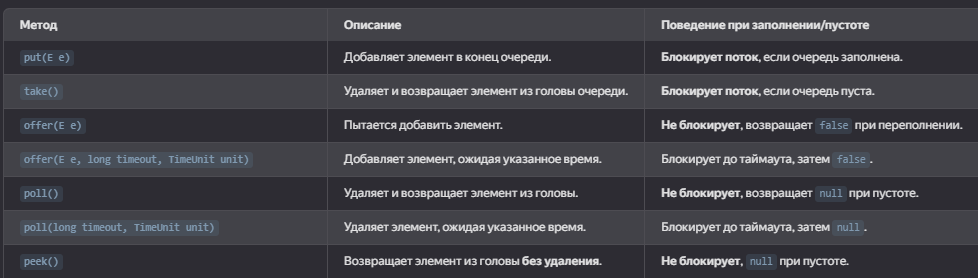 Метод Описание Поведение при заполнении/пустоте
put(E e) Добавляет элемент в конец очереди. Блокирует поток, если очередь заполнена.
take() Удаляет и возвращает элемент из головы очереди. Блокирует поток, если очередь пуста.
offer(E e) Пытается добавить элемент. Не блокирует, возвращает false при переполнении.
offer(E e, long timeout, TimeUnit unit) Добавляет элемент, ожидая указанное время. Блокирует до таймаута, затем false.
poll() Удаляет и возвращает элемент из головы. Не блокирует, возвращает null при пустоте.
poll(long timeout, TimeUnit unit) Удаляет элемент, ожидая указанное время. Блокирует до таймаута, затем null.
peek() Возвращает элемент из головы без удаления. Не блокирует, null при пустоте.